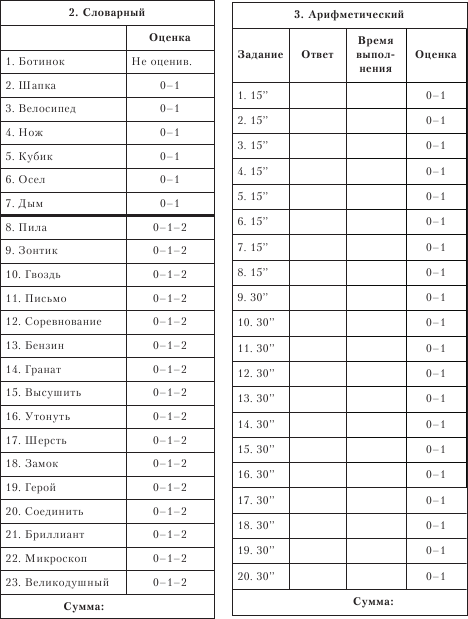 2. Словарный
Оценка
1. Ботинок Не оценив.
2. Шапка 0–1
3. Велосипед 0–1
4. Нож 0–1
5. Кубик 0–1
6. Осел 0–1
7. Дым 0–1
8. Пила 0–1–2
9. Зонтик 0–1–2
10. Гвоздь 0–1–2
11. Письмо 0–1–2
12. Соревнование 0–1–2
13. Бензин 0–1–2
14. Гранат 0–1–2
15. Высушить 0–1–2
16. Утонуть 0–1–2
17. Шерсть 0–1–2
18. Замок 0–1–2
19. Герой 0–1–2
20. Соединить 0–1–2
21. Бриллиант 0–1–2
22. Микроскоп 0–1–2
23. Великодушный 0–1–2
Сумма:
3. Арифметический
Задание Ответ Время выпол-нения Оценка
1. 15” 0–1
2. 15” 0–1
3. 15” 0–1
4. 15” 0–1
5. 15” 0–1
6. 15” 0–1
7. 15” 0–1
8. 15” 0–1
9. 30” 0–1
10. 30” 0–1
11. 30” 0–1
12. 30” 0–1
13. 30” 0–1
14. 30” 0–1
15. 30” 0–1
16. 30” 0–1
17. 30” 0–1
18. 30” 0–1
19. 30” 0–1
20. 30” 0–1
Сумма: